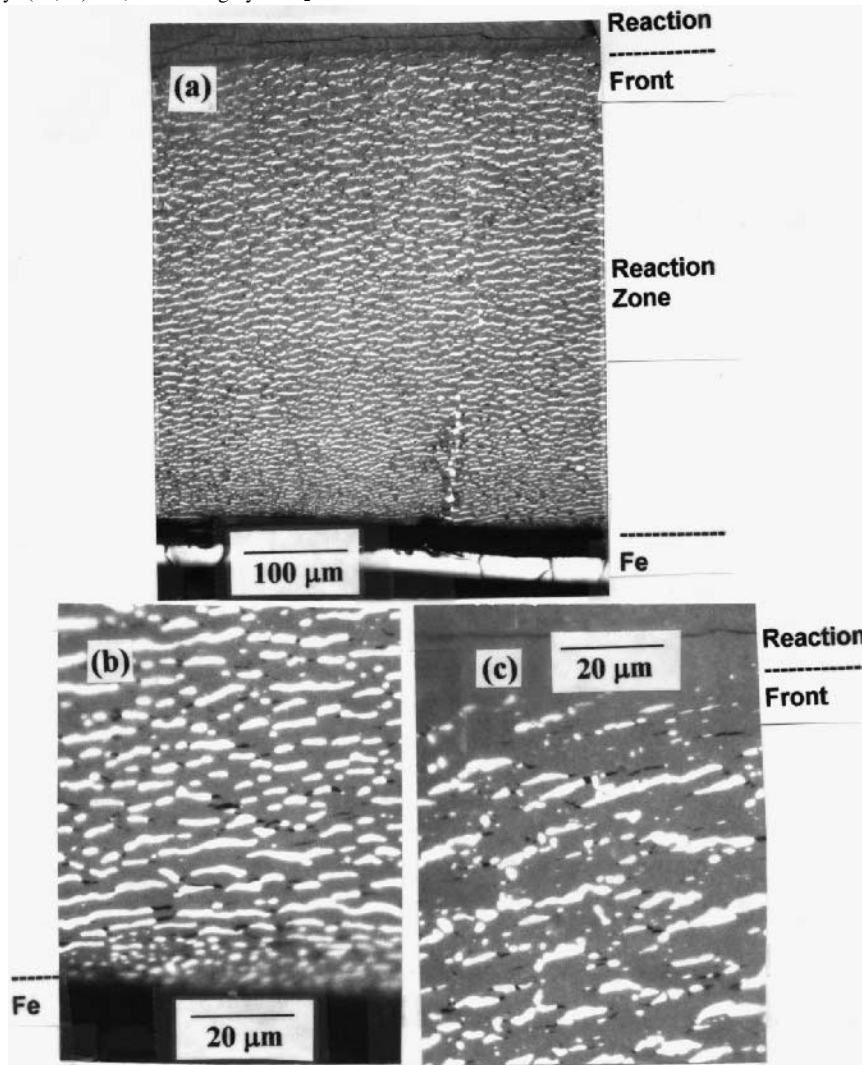 Reaction
(a)
Front
Reaction
Zone
100 μm
Fe
(b)
(c)
20 μm
Reaction
Front
Fe
20 μm